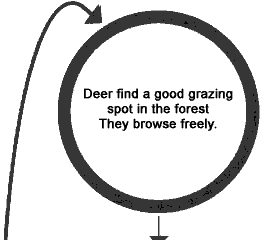 Deer find a good grazing
spot in the forest
They browse freely.